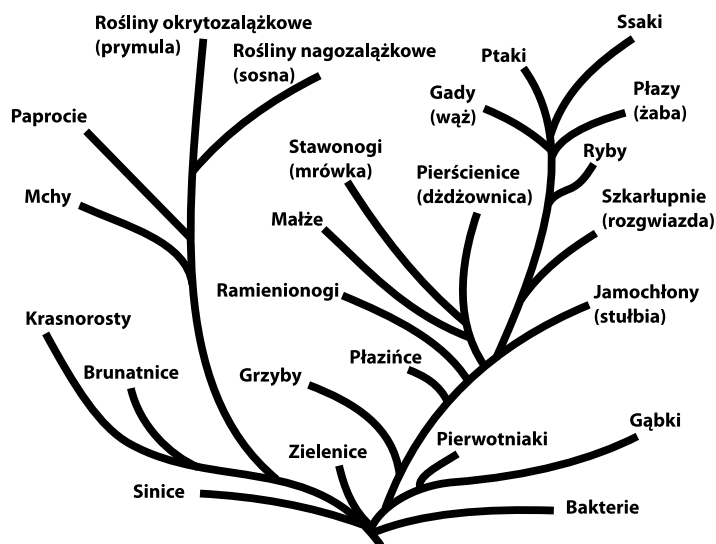 Rośliny okrytozalążkowe
(prymula)
Rośliny nagozalążkowe
(sosna)
Ssaki
Ptaki
Gady
(wąż)
Płazy
(żaba)
Paprocie
Ryby
Stawonogi
(mrówka)
Pierścienice
(dżdżownica)
Mchy
Szkarłupnie
(rozgwiazda)
Małże
Ramienionogi
Jamochłony
(stułbia)
Krasnorosty
Płazińce
Brunatnice
Grzyby
Gąbki
Pierwotniaki
Zielenice
Sinice
Bakterie